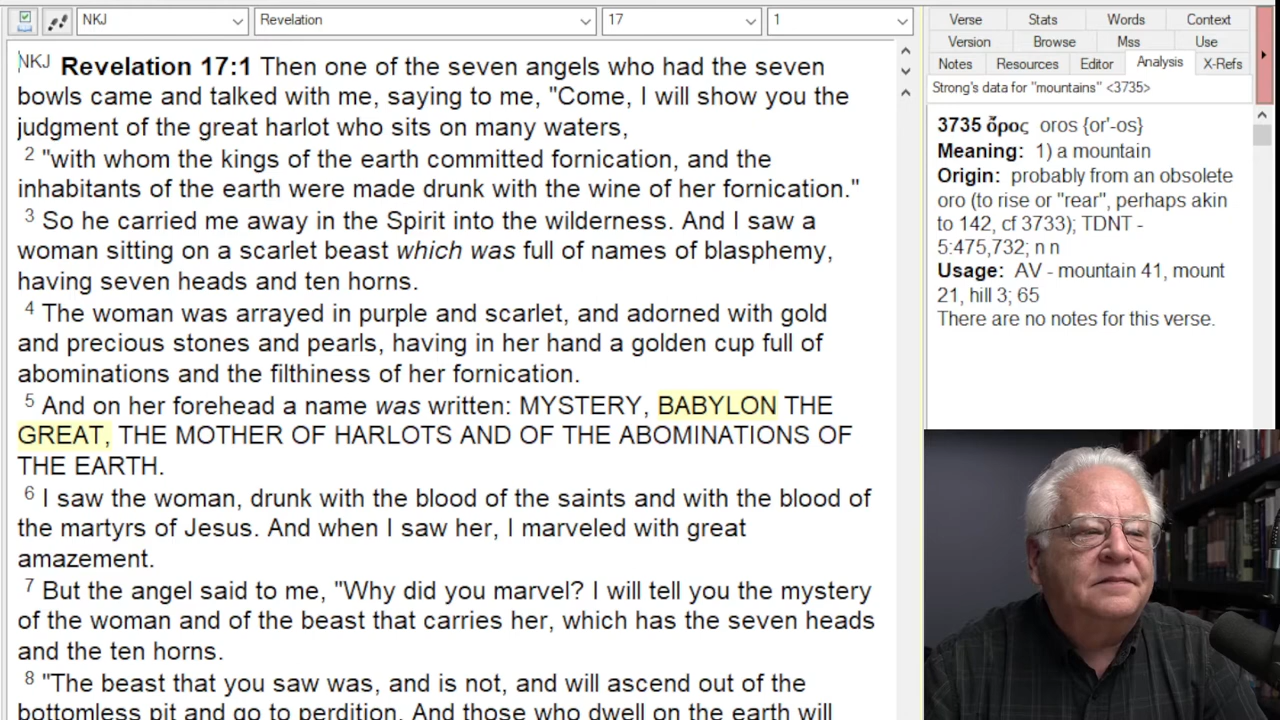 NKJ
Revelation
17
1
NKJ Revelation 17:1 Then one of the seven angels who had the seven
bowls came and talked with me, saying to me, "Come, I will show you the
judgment of the great harlot who sits on many waters,
2 "with whom the kings of the earth committed fornication, and the
inhabitants of the earth were made drunk with the wine of her fornication."
3 So he carried me away in the Spirit into the wilderness. And I saw a
woman sitting on a scarlet beast which was full of names of blasphemy,
having seven heads and ten horns.
4 The woman was arrayed in purple and scarlet, and adorned with gold
and precious stones and pearls, having in her hand a golden cup full of
abominations and the filthiness of her fornication.
5 And on her forehead a name was written: MYSTERY, BABYLON THE
GREAT, THE MOTHER OF HARLOTS AND OF THE ABOMINATIONS OF
THE EARTH.
6 I saw the woman, drunk with the blood of the saints and with the blood of
the martyrs of Jesus. And when I saw her, I marveled with great
amazement.
7 But the angel said to me, "Why did you marvel? I will tell you the mystery
of the woman and of the beast that carries her, which has the seven heads
and the ten horns.
8 "The beast that you saw was, and is not, and will ascend out of the
bottomless pit and go to perdition. And those who dwell on the earth will
Verse Stats Words Context
Version Browse Mss Use
Notes Resources Editor Analysis X-Refs
Strong's data for "mountains" <3735>
3735 ὄρος oros {or'-os}
Meaning: 1) a mountain
Origin: probably from an obsolete
oro (to rise or "rear", perhaps akin
to 142, cf 3733); TDNT -
5:475,732; n n
Usage: AV - mountain 41, mount
21, hill 3; 65
There are no notes for this verse.